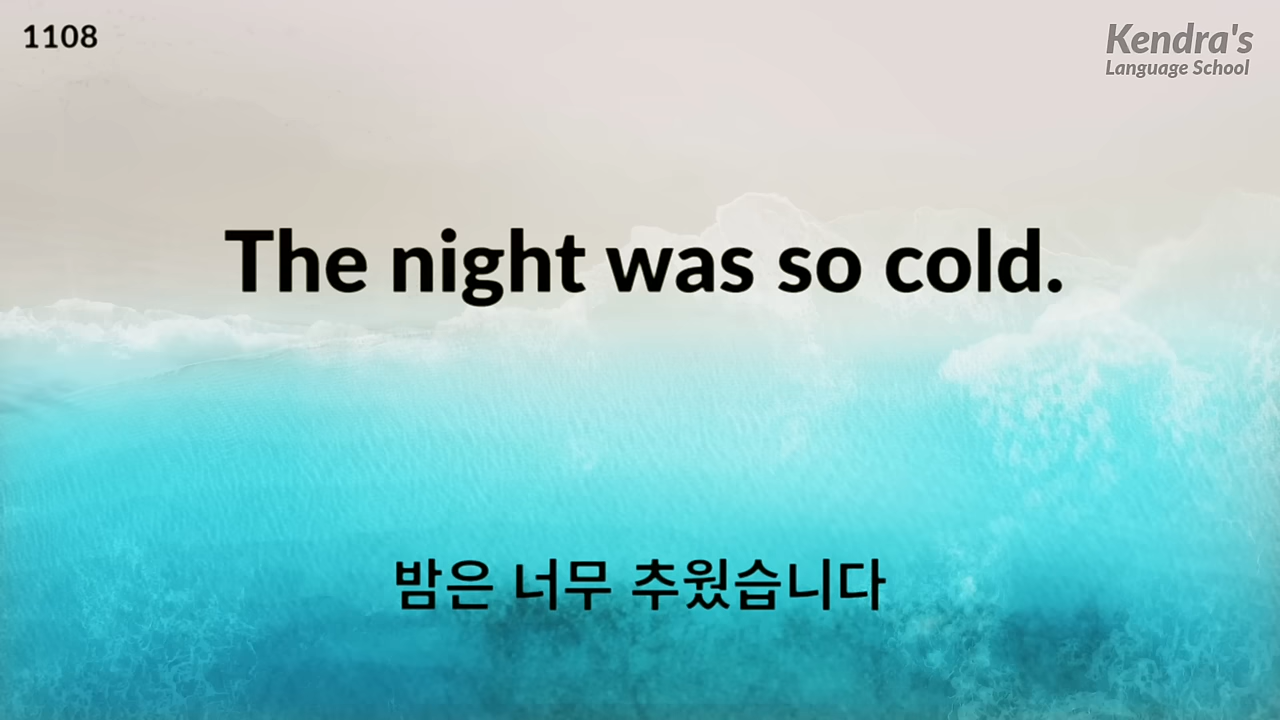 1108
Kendra's
Language School
The night was so cold.
밤은 너무 추웠습니다